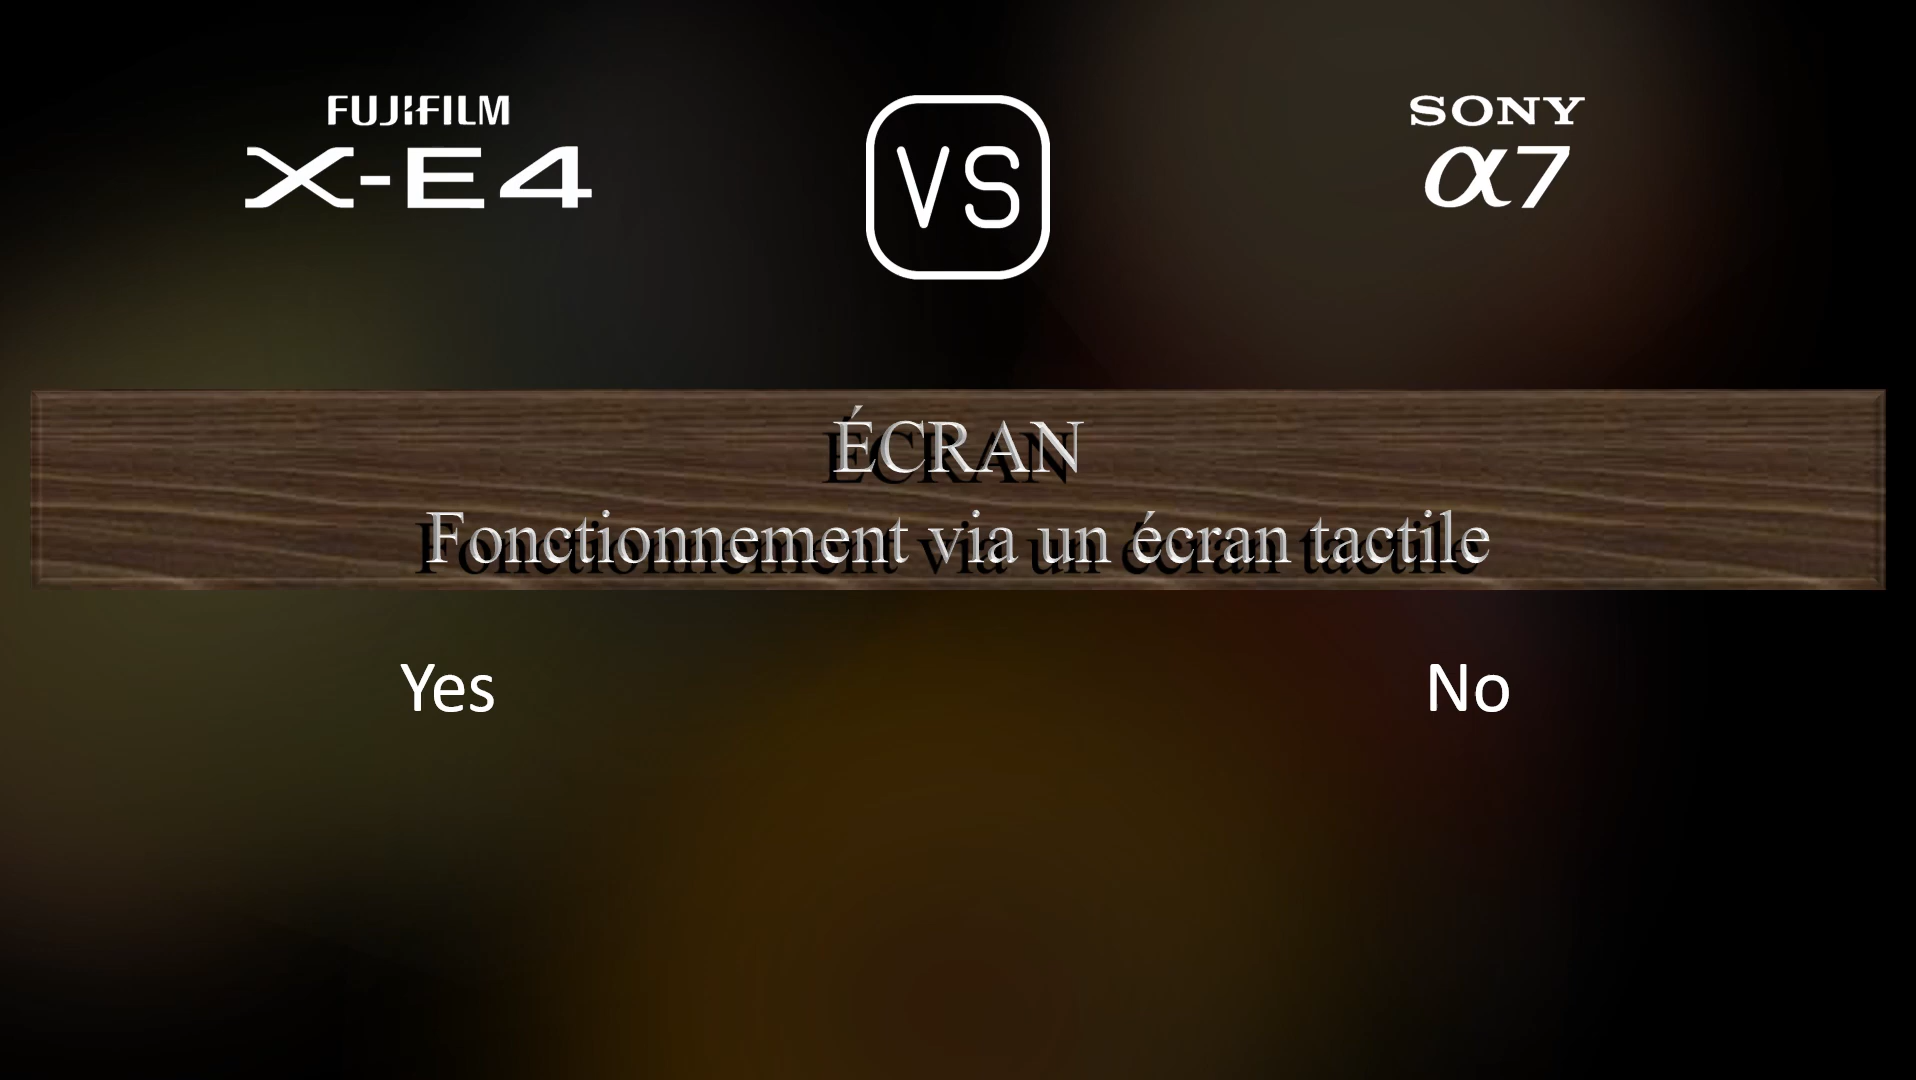 FUJIFILM
X-E4
VS
SONY
α7
ÉCRAN
Fonctionnement via un écran tactile
Yes
No